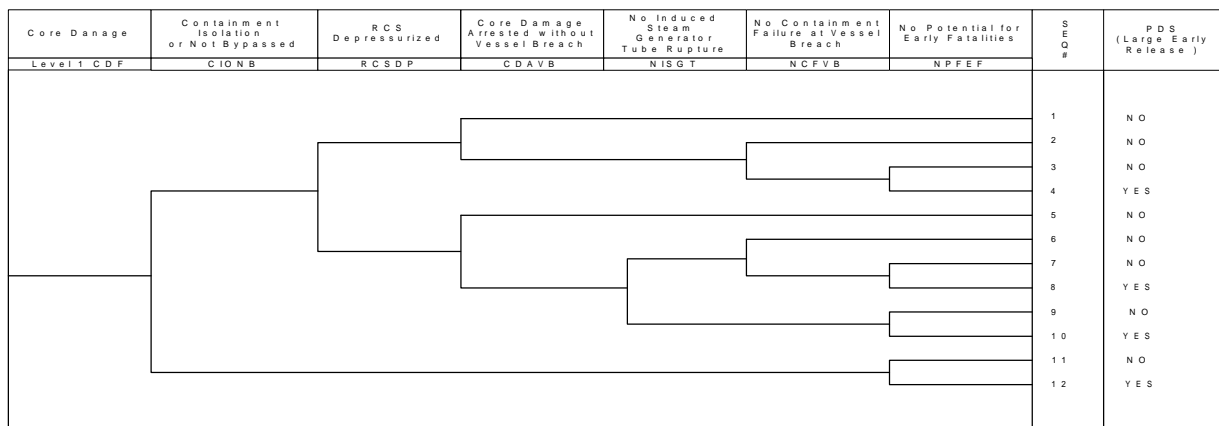 Core Danage
Containment
Isolation
or Not Bypassed
RCS
Depressurized
Core Damage
Arrested without
Vessel Breach
No Induced
Steam
Generator
Tube Rupture
No Containment
Failure at Vessel
Breach
No Potential for
Early Fatalities
S
E
Q
#
PDS
(Large Early
Release )
Level1 CDF
CIONB
RCSDP
CDAVB
NISGT
NCFVB
NPFEF
1 NO
2 NO
3 NO
4 YES
5 NO
6 NO
7 NO
8 YES
9 NO
10 YES
11 NO
12 YES